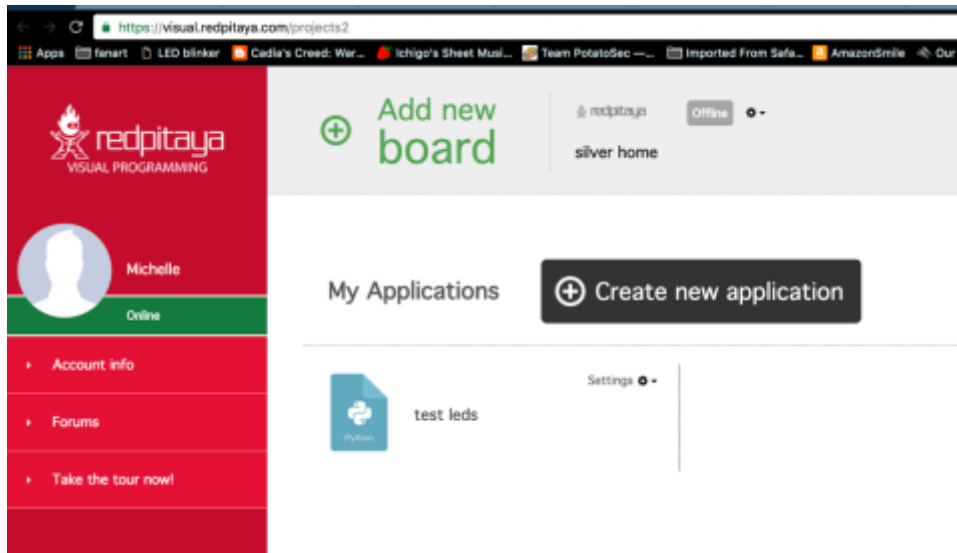 https://visual.redpitaya.com/projects2
Apps fanart LED blinker Cadia's Creed: War... Ichigo's Sheet Musi... Team PotatoSec —... Imported From Safa... AmazonSmile Our
redpitaya
VISUAL PROGRAMMING
Michelle
Online
Account info
Forums
Take the tour now!
Add new
board
redpitaya Offline
silver home
My Applications
Create new application
Settings
Python
test leds